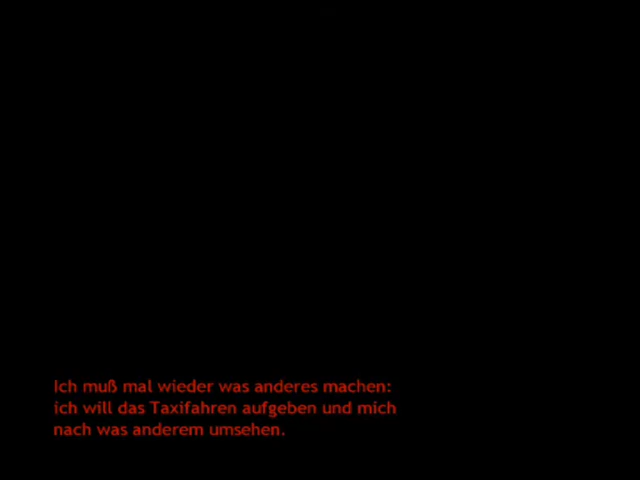 Ich muß mal wieder was anderes machen:
ich will das Taxifahren aufgeben und mich
nach was anderem umsehen.